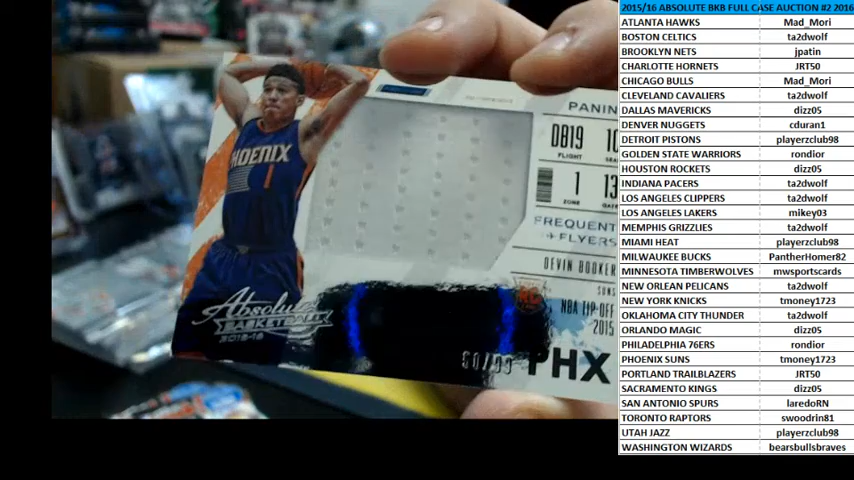 2015/16 ABSOLUTE BKB FULL CASE AUCTION #2 2016
ATLANTA HAWKS Mad_Mori
BOSTON CELTICS ta2dwolf
BROOKLYN NETS jpatin
CHARLOTTE HORNETS JRT50
CHICAGO BULLS Mad_Mori
CLEVELAND CAVALIERS ta2dwolf
DALLAS MAVERICKS dizz05
DENVER NUGGETS cduran1
DETROIT PISTONS playerzclub98
GOLDEN STATE WARRIORS rondior
HOUSTON ROCKETS dizz05
INDIANA PACERS ta2dwolf
LOS ANGELES CLIPPERS ta2dwolf
LOS ANGELES LAKERS mikey03
MEMPHIS GRIZZLIES ta2dwolf
MIAMI HEAT playerzclub98
MILWAUKEE BUCKS PantherHomer82
MINNESOTA TIMBERWOLVES mwsportscards
NEW ORLEAN PELICANS ta2dwolf
NEW YORK KNICKS tmoney1723
OKLAHOMA CITY THUNDER ta2dwolf
ORLANDO MAGIC dizz05
PHILADELPHIA 76ERS rondior
PHOENIX SUNS tmoney1723
PORTLAND TRAILBLAZERS JRT50
SACRAMENTO KINGS dizz05
SAN ANTONIO SPURS laredoRN
TORONTO RAPTORS swoodrin81
UTAH JAZZ playerzclub98
WASHINGTON WIZARDS bearsbullsbraves
PANIN
DB19 10
FLIGHT
1 13
ZONE
FREQUENT
FLYERS
DEVIN BOOKER
SUNS
NBA TIP-OFF
2015
PHX
PHOENIX
1
Absolute
BASKETBALL
2015-16